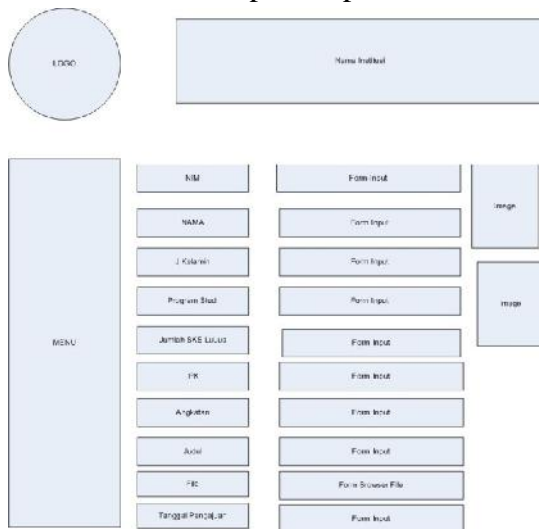 LOGO
Nama Institusi
NIM Form Input
Image
NAMA Form Input
J. Kelamin Form Input
Program Studi Form Input
Image
MENU
Jumlah SKS Lulus Form Input
IPK Form Input
Angkatan Form Input
Judul Form Input
File Form Browser File
Tanggal Pengajuan Form Input